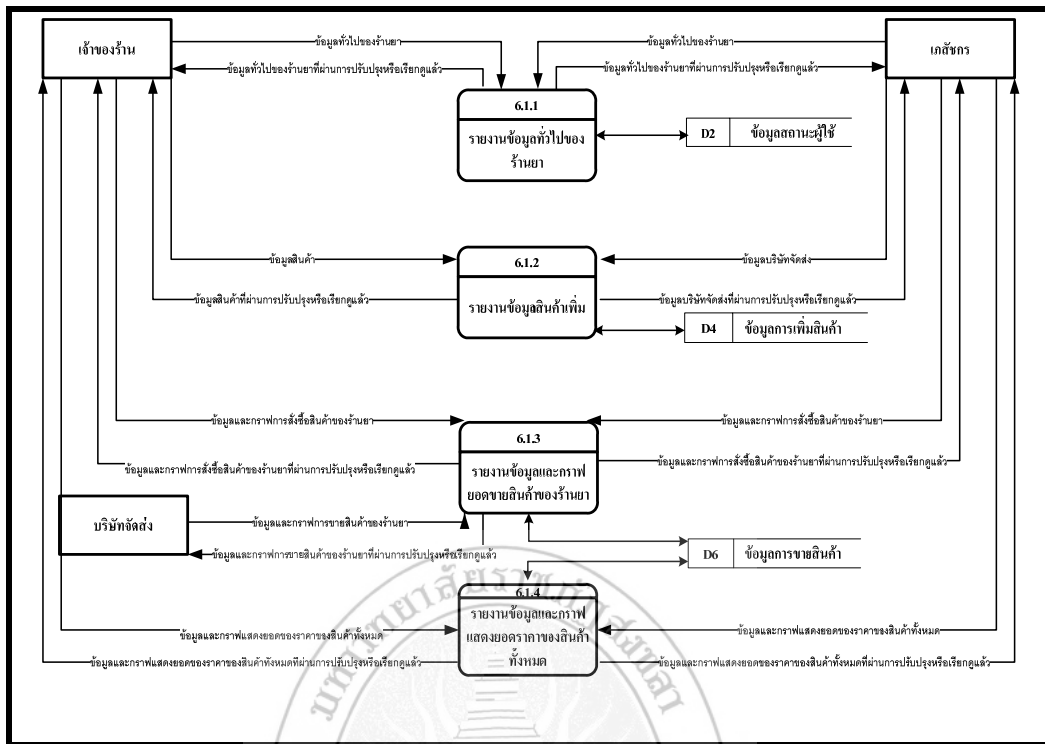 เจ้าของร้าน
เภสัชกร
ข้อมูลทั่วไปของร้านยา
ข้อมูลทั่วไปของร้านยา
ข้อมูลทั่วไปของร้านยาที่ผ่านการปรับปรุงหรือเรียกดูแล้ว
ข้อมูลทั่วไปของร้านยาที่ผ่านการปรับปรุงหรือเรียกดูแล้ว
6.1.1
รายงานข้อมูลทั่วไปของ
ร้านยา
D2
ข้อมูลสถานะผู้ใช้
ข้อมูลสินค้า
6.1.2
ข้อมูลบริษัทจัดส่ง
ข้อมูลสินค้าที่ผ่านการปรับปรุงหรือเรียกดูแล้ว
รายงานข้อมูลสินค้าเพิ่ม
ข้อมูลบริษัทจัดส่งที่ผ่านการปรับปรุงหรือเรียกดูแล้ว
D4
ข้อมูลการเพิ่มสินค้า
ข้อมูลและกราฟการสั่งซื้อสินค้าของร้านยา
ข้อมูลและกราฟการสั่งซื้อสินค้าของร้านยา
6.1.3
ข้อมูลและกราฟการสั่งซื้อสินค้าของร้านยาที่ผ่านการปรับปรุงหรือเรียกดูแล้ว
รายงานข้อมูลและกราฟ
ยอดขายสินค้าของร้านยา
ข้อมูลและกราฟการสั่งซื้อสินค้าของร้านยาที่ผ่านการปรับปรุงหรือเรียกดูแล้ว
บริษัทจัดส่ง
ข้อมูลและกราฟการขายสินค้าของร้านยา
ข้อมูลและกราฟการขายสินค้าของร้านยาที่ผ่านการปรับปรุงหรือเรียกดูแล้ว
D6
ข้อมูลการขายสินค้า
6.1.4
รายงานข้อมูลและกราฟ
แสดงยอดราคาของสินค้า
ทั้งหมด
ข้อมูลและกราฟแสดงยอดของราคาของสินค้าทั้งหมด
ข้อมูลและกราฟแสดงยอดของราคาของสินค้าทั้งหมด
ข้อมูลและกราฟแสดงยอดของราคาของสินค้าทั้งหมดที่ผ่านการปรับปรุงหรือเรียกดูแล้ว
ข้อมูลและกราฟแสดงยอดของราคาของสินค้าทั้งหมดที่ผ่านการปรับปรุงหรือเรียกดูแล้ว
มหาวิทยาลัยราชภัฏสงขลา